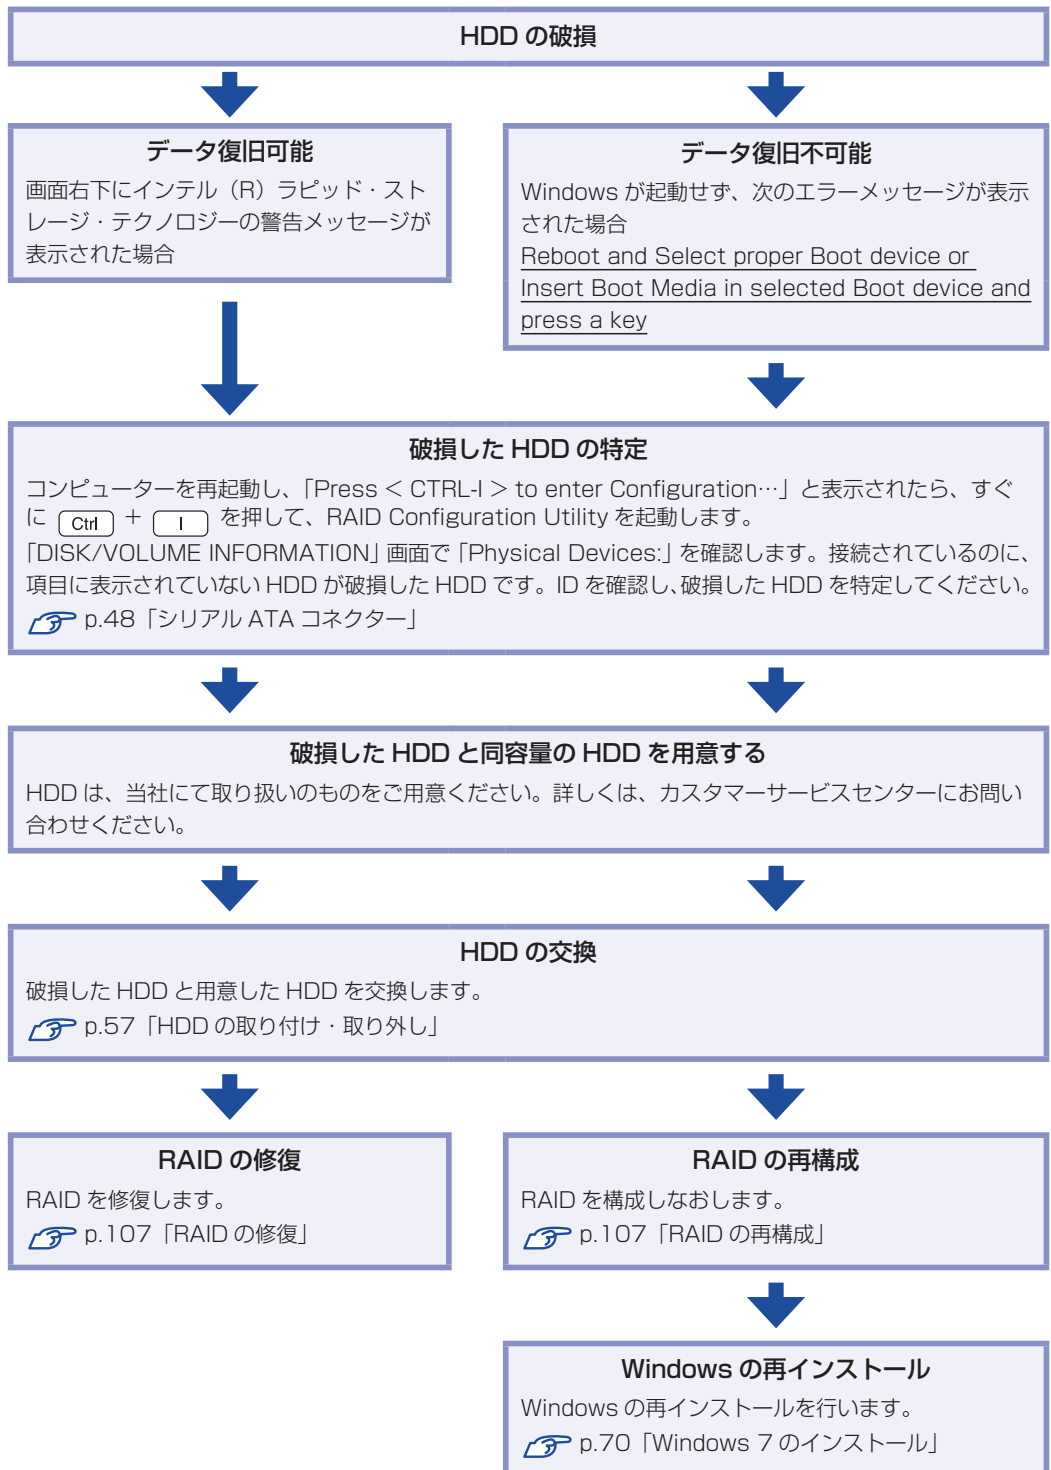 HDD の破損
データ復旧可能
画面右下にインテル（R）ラピッド・スト
レージ・テクノロジーの警告メッセージが
表示された場合
データ復旧不可能
Windows が起動せず、次のエラーメッセージが表示
された場合
Reboot and Select proper Boot device or
Insert Boot Media in selected Boot device and
press a key
破損した HDD の特定
コンピューターを再起動し、「Press < CTRL-I > to enter Configuration…」と表示されたら、すぐ
に Ctrl + I を押して、RAID Configuration Utility を起動します。
「DISK/VOLUME INFORMATION」画面で「Physical Devices:」を確認します。接続されているのに、
項目に表示されていない HDD が破損した HDD です。ID を確認し、破損した HDD を特定してください。
p.48「シリアル ATA コネクター」
破損した HDD と同容量の HDD を用意する
HDD は、当社にて取り扱いのものをご用意ください。詳しくは、カスタマーサービスセンターにお問い
合わせください。
HDD の交換
破損した HDD と用意した HDD を交換します。
p.57「HDD の取り付け・取り外し」
RAID の修復
RAID を修復します。
p.107「RAID の修復」
RAID の再構成
RAID を構成しなおします。
p.107「RAID の再構成」
Windows の再インストール
Windows の再インストールを行います。
p.70「Windows 7 のインストール」